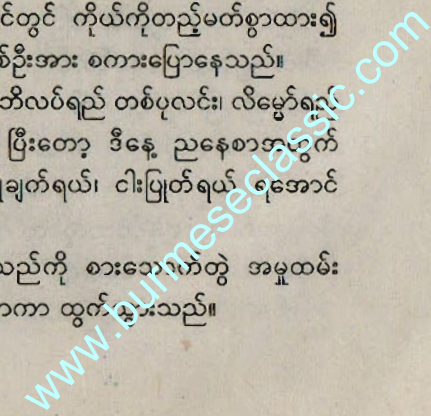 င်တွင် ကိုယ်ကိုတည့်မတ်စွာထား၍
စ်ဦးအား စကားပြောနေသည်။
ဘိလပ်ရည် တစ်ပုလင်း၊ လိမ္မော်ရည်
ပြီးတော့ ဒီနေ့ ညနေစာအတွက်
ချက်ရယ်၊ ငါးပြုတ်ရယ် ရအောင်
သည်ကို စားသောက်တွဲ အမှုထမ်း
ကာ ထွက်သွားသည်။
www.burmeseclassic.com